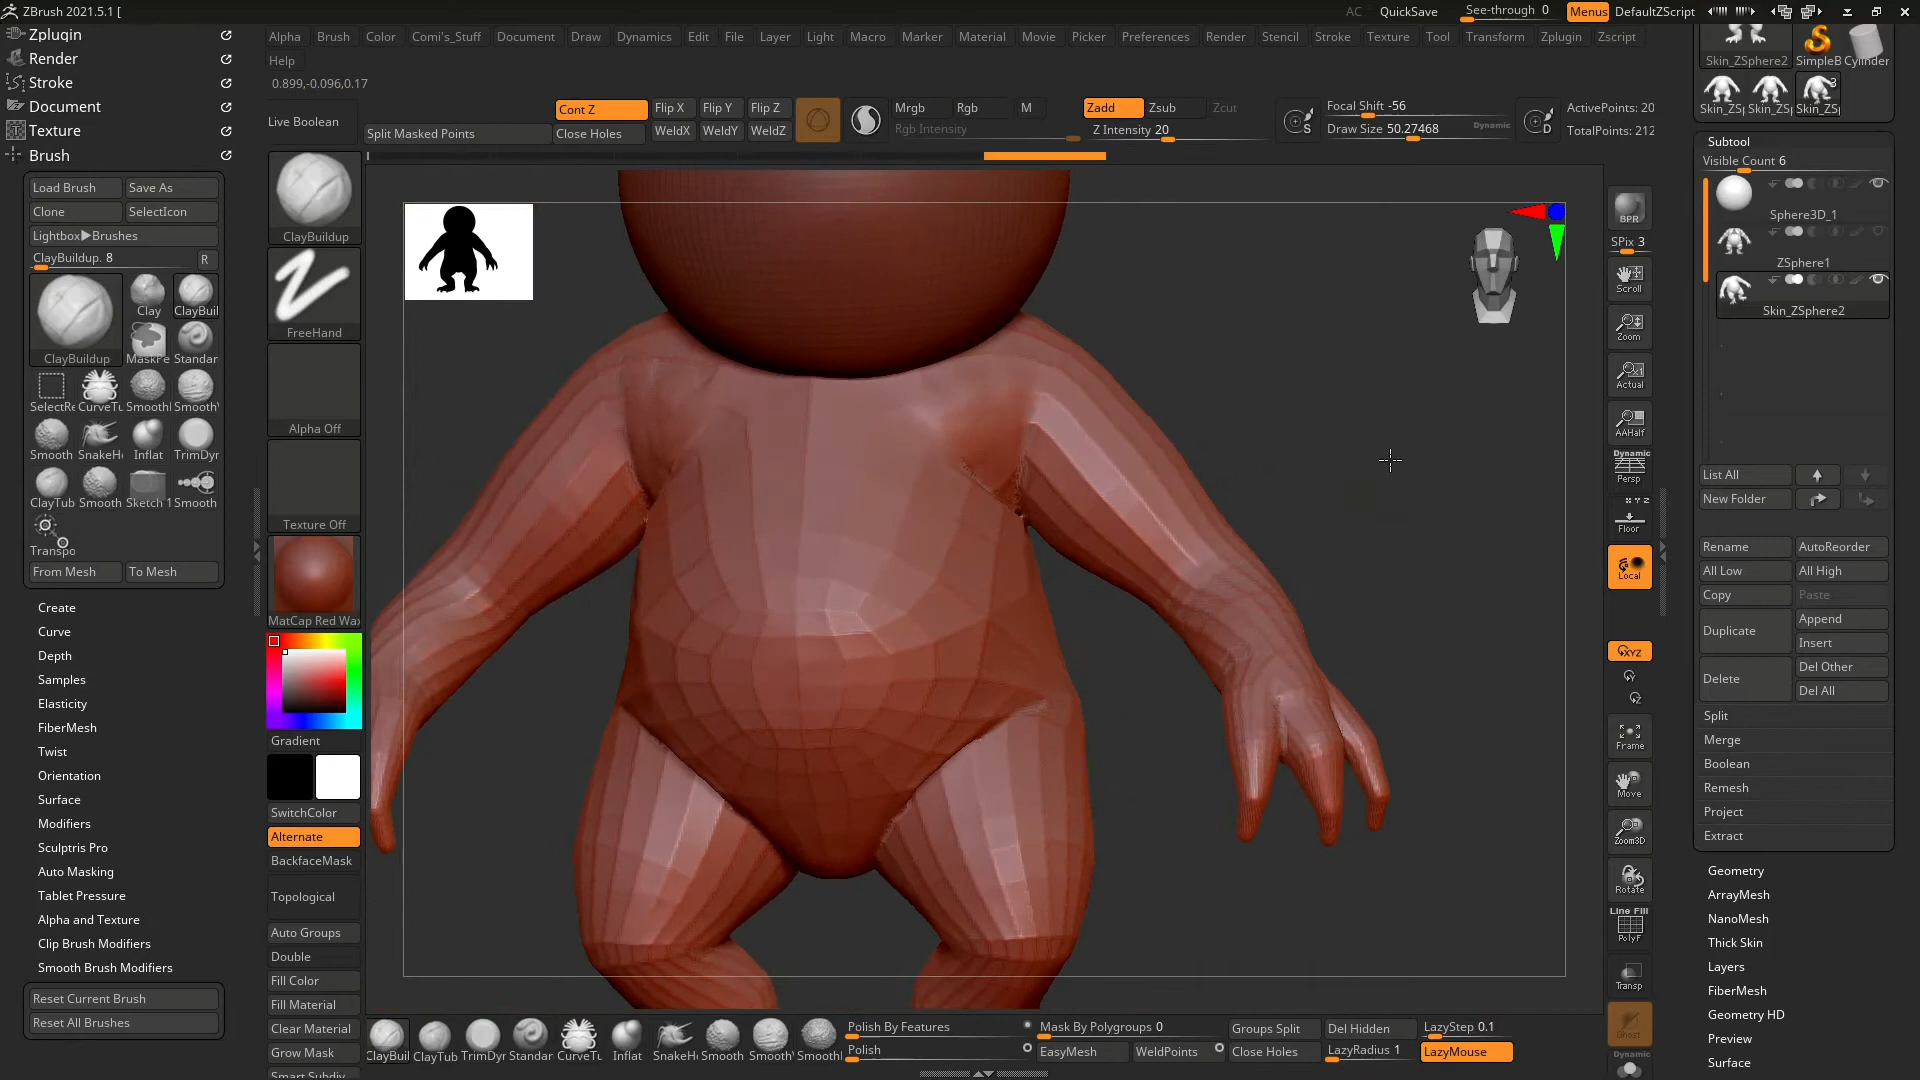 ZBrush 2021.5.1 [
AC
QuickSave
See-through 0
Menus
DefaultZScript
Zplugin
Render
Stroke
Document
Texture
Brush
Alpha Brush Color Comi's_Stuff Document Draw Dynamics Edit File Layer Light Macro Marker Material Movie Picker Preferences Render Stencil Stroke Texture Tool Transform Zplugin Zscript
Help
0.899,-0.096,0.17
Live Boolean
Split Masked Points
Cont Z
Close Holes
Flip X Flip Y Flip Z
WeldX WeldY WeldZ
Mrgb Rgb M
Rgb Intensity
Zadd Zsub Zcut
Z Intensity 20
S
Focal Shift -56
Draw Size 50.27468
Dynamic
D
ActivePoints: 20
TotalPoints: 212
Load Brush Save As
Clone SelectIcon
Lightbox▶Brushes
ClayBuildup. 8 R
ClayBuildup
Clay ClayBuil
MaskPe Standar
SelectRe CurveTu SmoothI Smooth
Smooth SnakeHo Inflat TrimDyr
ClayTub Smooth Sketch 1 Smooth
Transpo
From Mesh To Mesh
Create
Curve
Depth
Samples
Elasticity
FiberMesh
Twist
Orientation
Surface
Modifiers
Sculptris Pro
Auto Masking
Tablet Pressure
Alpha and Texture
Clip Brush Modifiers
Smooth Brush Modifiers
Reset Current Brush
Reset All Brushes
ClayBuildup
FreeHand
Alpha Off
Texture Off
MatCap Red Wax
Gradient
SwitchColor
Alternate
BackfaceMask
Topological
Auto Groups
Double
Fill Color
Fill Material
Clear Material
Grow Mask
Smart Subdiv
BPR
SPix 3
Scroll
Zoom
Actual
AAHalf
Dynamic
Persp
X Y Z
Floor
Local
XYZ
Y
Z
Frame
Move
Zoom3D
Rotate
Line Fill
PolyF
Transp
Ghost
Dynamic
Skin_ZSphere2 SimpleB Cylinder
3
Skin_ZSp Skin_ZSp Skin_ZSp
Subtool
Visible Count 6
Sphere3D_1
ZSphere1
Skin_ZSphere2
List All
New Folder
Rename AutoReorder
All Low All High
Copy Paste
Duplicate
Append
Insert
Delete
Del Other
Del All
Split
Merge
Boolean
Remesh
Project
Extract
Geometry
ArrayMesh
NanoMesh
Thick Skin
Layers
FiberMesh
Geometry HD
Preview
Surface
ClayBuil ClayTub TrimDyr Standar CurveTu Inflat SnakeHo Smooth Smooth SmoothI
Polish By Features
Polish
Mask By Polygroups 0
EasyMesh WeldPoints
Groups Split
Close Holes
Del Hidden
LazyRadius 1
LazyStep 0.1
LazyMouse